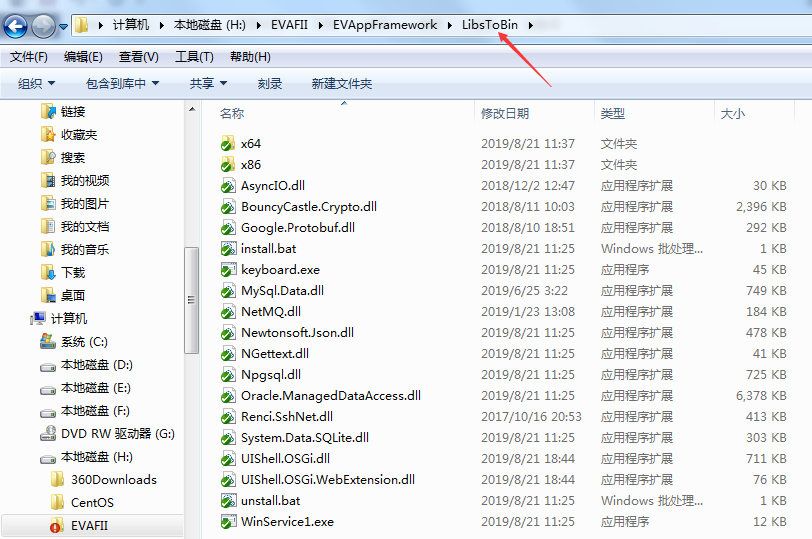 计算机 本地磁盘 (H:) EVAFII EVAppFramework LibsToBin
文件(F) 编辑(E) 查看(V) 工具(T) 帮助(H)
组织 包含到库中 共享 刻录 新建文件夹
链接
收藏夹
搜索
我的视频
我的图片
我的文档
我的音乐
下载
桌面
计算机
系统 (C:)
本地磁盘 (D:)
本地磁盘 (E:)
本地磁盘 (F:)
DVD RW 驱动器 (G:)
本地磁盘 (H:)
360Downloads
CentOS
EVAFII
名称 修改日期 类型 大小
x64 2019/8/21 11:37 文件夹
x86 2019/8/21 11:37 文件夹
AsyncIO.dll 2018/12/2 12:47 应用程序扩展 30 KB
BouncyCastle.Crypto.dll 2018/8/11 10:03 应用程序扩展 2,396 KB
Google.Protobuf.dll 2018/8/10 18:51 应用程序扩展 292 KB
install.bat 2019/8/21 11:25 Windows 批处理... 1 KB
keyboard.exe 2019/8/21 11:25 应用程序 45 KB
MySql.Data.dll 2019/6/25 3:22 应用程序扩展 749 KB
NetMQ.dll 2019/1/23 13:08 应用程序扩展 184 KB
Newtonsoft.Json.dll 2019/8/21 11:25 应用程序扩展 478 KB
NGettext.dll 2019/8/21 11:25 应用程序扩展 41 KB
Npgsql.dll 2019/8/21 11:25 应用程序扩展 725 KB
Oracle.ManagedDataAccess.dll 2019/8/21 11:25 应用程序扩展 6,378 KB
Renci.SshNet.dll 2017/10/16 20:53 应用程序扩展 413 KB
System.Data.SQLite.dll 2019/8/21 11:25 应用程序扩展 303 KB
UIShell.OSGi.dll 2019/8/21 18:44 应用程序扩展 711 KB
UIShell.OSGi.WebExtension.dll 2019/8/21 18:44 应用程序扩展 76 KB
unstall.bat 2019/8/21 11:25 Windows 批处理... 1 KB
WinService1.exe 2019/8/21 11:25 应用程序 12 KB